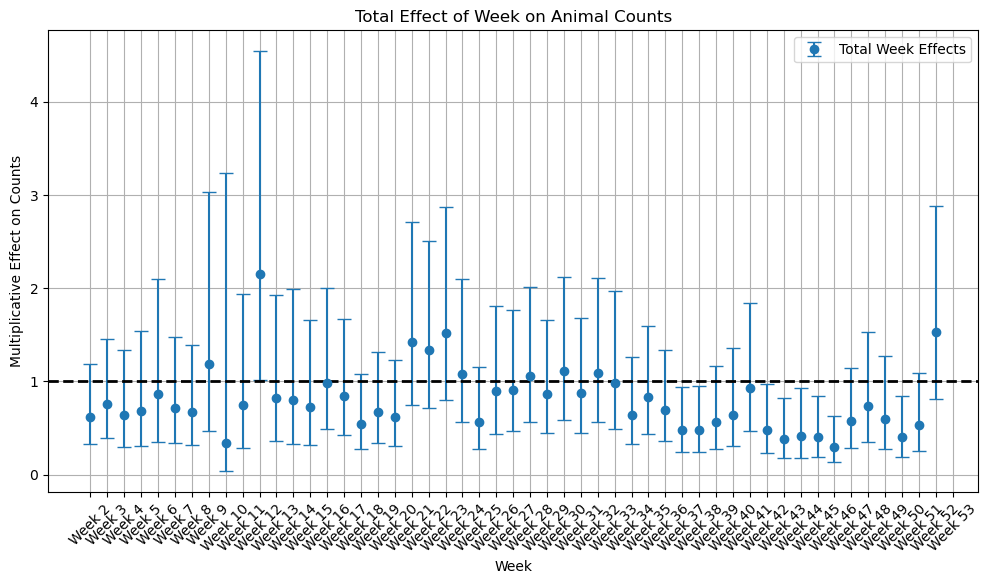 Total Effect of Week on Animal Counts
Total Week Effects
Multiplicative Effect on Counts
4
3
2
1
0
Week 2
Week 3
Week 4
Week 5
Week 6
Week 7
Week 8
Week 9
Week 10
Week 11
Week 12
Week 13
Week 14
Week 15
Week 16
Week 17
Week 18
Week 19
Week 20
Week 21
Week 22
Week 23
Week 24
Week 25
Week 26
Week 27
Week 28
Week 29
Week 30
Week 31
Week 32
Week 33
Week 34
Week 35
Week 36
Week 37
Week 38
Week 39
Week 40
Week 41
Week 42
Week 43
Week 44
Week 45
Week 46
Week 47
Week 48
Week 49
Week 50
Week 51
Week 52
Week 53
Week